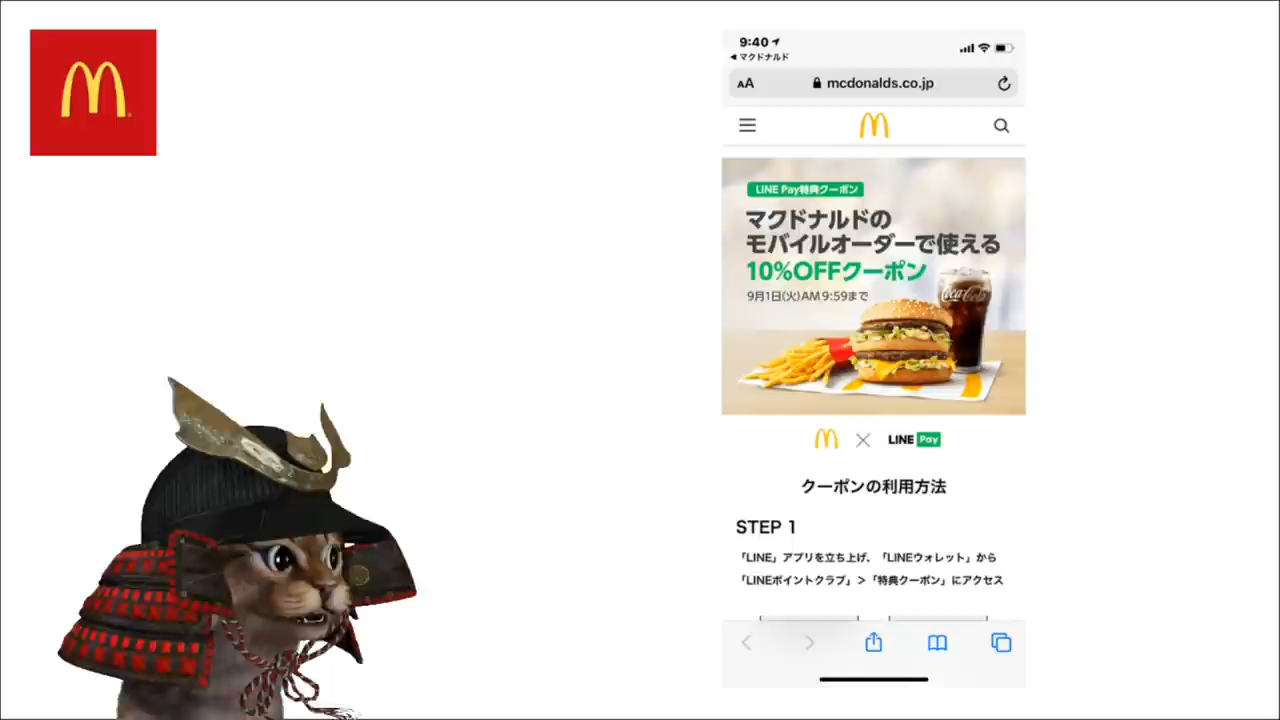 9:40
マクドナルド
AA
mcdonalds.co.jp
LINE Pay特典クーポン
マクドナルドの
モバイルオーダーで使える
10%OFFクーポン
9月1日(火)AM9:59まで
Coca-Cola
LINE Pay
クーポンの利用方法
STEP 1
「LINE」アプリを立ち上げ、「LINEウォレット」から
「LINEポイントクラブ」>「特典クーポン」にアクセス